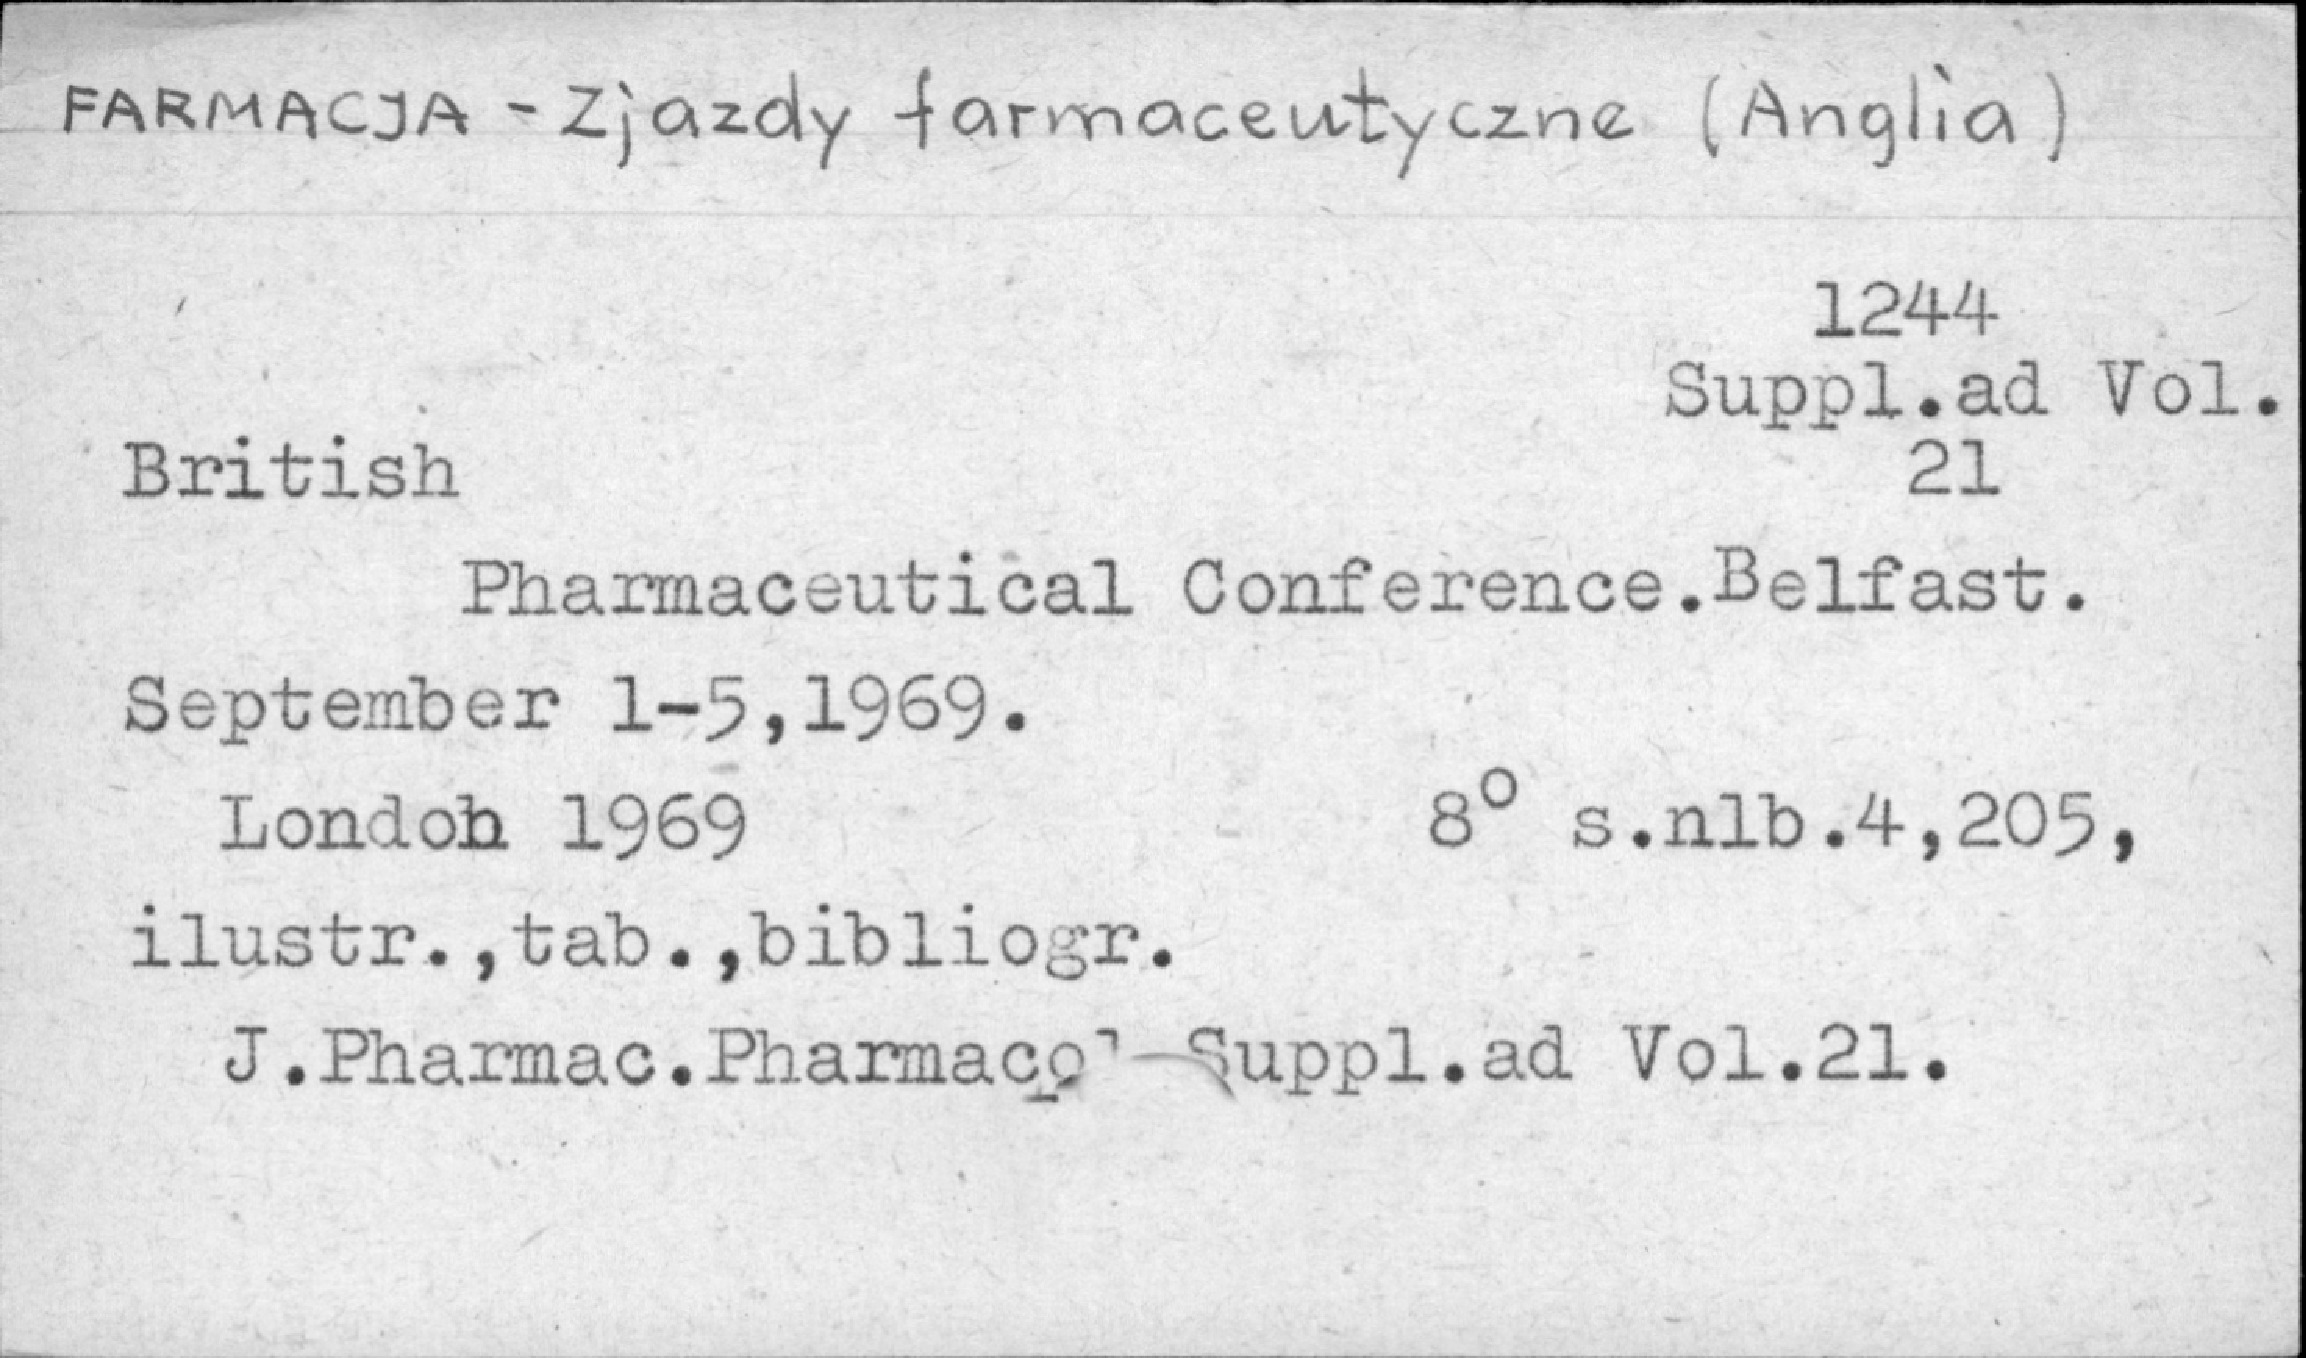 FARMACJA - Zjazdy farmaceutyczne (Anglia)
1244
Suppl.ad Vol.
21
British
Pharmaceutical Conference.Belfast.
September 1-5,1969.
London 1969 8° s.nlb.4,205,
ilustr.,tab.,bibliogr.
J.Pharmac.Pharmacol Suppl.ad Vol.21.